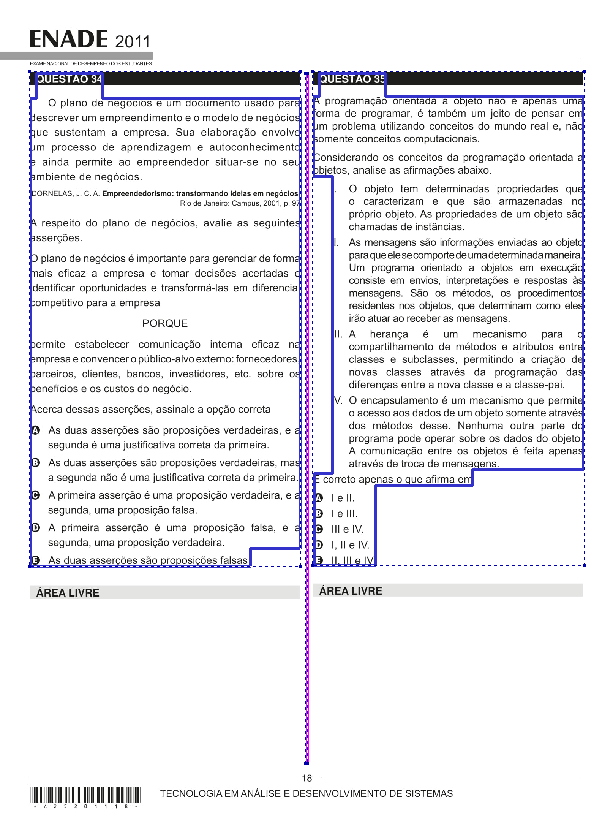 ENADE 2011
EXAME NACIONAL DE DESEMPENHO DOS ESTUDANTES
QUESTÃO 34
O plano de negócios é um documento usado para
descrever um empreendimento e o modelo de negócios
que sustentam a empresa. Sua elaboração envolve
um processo de aprendizagem e autoconhecimento
e ainda permite ao empreendedor situar-se no seu
ambiente de negócios.
DORNELAS, J. C. A. Empreendedorismo: transformando ideias em negócios
Rio de Janeiro: Campus, 2001, p. 97
A respeito do plano de negócios, avalie as seguintes
asserções.
O plano de negócios é importante para gerenciar de forma
mais eficaz a empresa e tomar decisões acertadas e
identificar oportunidades e transformá-las em diferencial
competitivo para a empresa
PORQUE
permite estabelecer comunicação interna eficaz na
empresa e convencer o público-alvo externo: fornecedores,
parceiros, clientes, bancos, investidores, etc. sobre os
benefícios e os custos do negócio.
Acerca dessas asserções, assinale a opção correta
A As duas asserções são proposições verdadeiras, e a
segunda é uma justificativa correta da primeira.
B As duas asserções são proposições verdadeiras, mas
a segunda não é uma justificativa correta da primeira.
C A primeira asserção é uma proposição verdadeira, e a
segunda, uma proposição falsa.
D A primeira asserção é uma proposição falsa, e a
segunda, uma proposição verdadeira.
E As duas asserções são proposições falsas
ÁREA LIVRE
QUESTÃO 35
A programação orientada a objeto não é apenas uma
forma de programar, é também um jeito de pensar em
um problema utilizando conceitos do mundo real e, não
somente conceitos computacionais.
Considerando os conceitos da programação orientada a
objetos, analise as afirmações abaixo.
I. O objeto tem determinadas propriedades que
o caracterizam e que são armazenadas no
próprio objeto. As propriedades de um objeto são
chamadas de instâncias.
II. As mensagens são informações enviadas ao objeto
para que ele se comporte de uma determinada maneira.
Um programa orientado a objetos em execução
consiste em envios, interpretações e respostas às
mensagens. São os métodos, os procedimentos
residentes nos objetos, que determinam como eles
irão atuar ao receber as mensagens.
III. A herança é um mecanismo para o
compartilhamento de métodos e atributos entre
classes e subclasses, permitindo a criação de
novas classes através da programação das
diferenças entre a nova classe e a classe-pai.
IV. O encapsulamento é um mecanismo que permite
o acesso aos dados de um objeto somente através
dos métodos desse. Nenhuma outra parte do
programa pode operar sobre os dados do objeto.
A comunicação entre os objetos é feita apenas
através de troca de mensagens.
É correto apenas o que afirma em
A I e II.
B I e III.
C III e IV.
D I, II e IV.
E II, III e IV
ÁREA LIVRE
18
TECNOLOGIA EM ANÁLISE E DESENVOLVIMENTO DE SISTEMAS